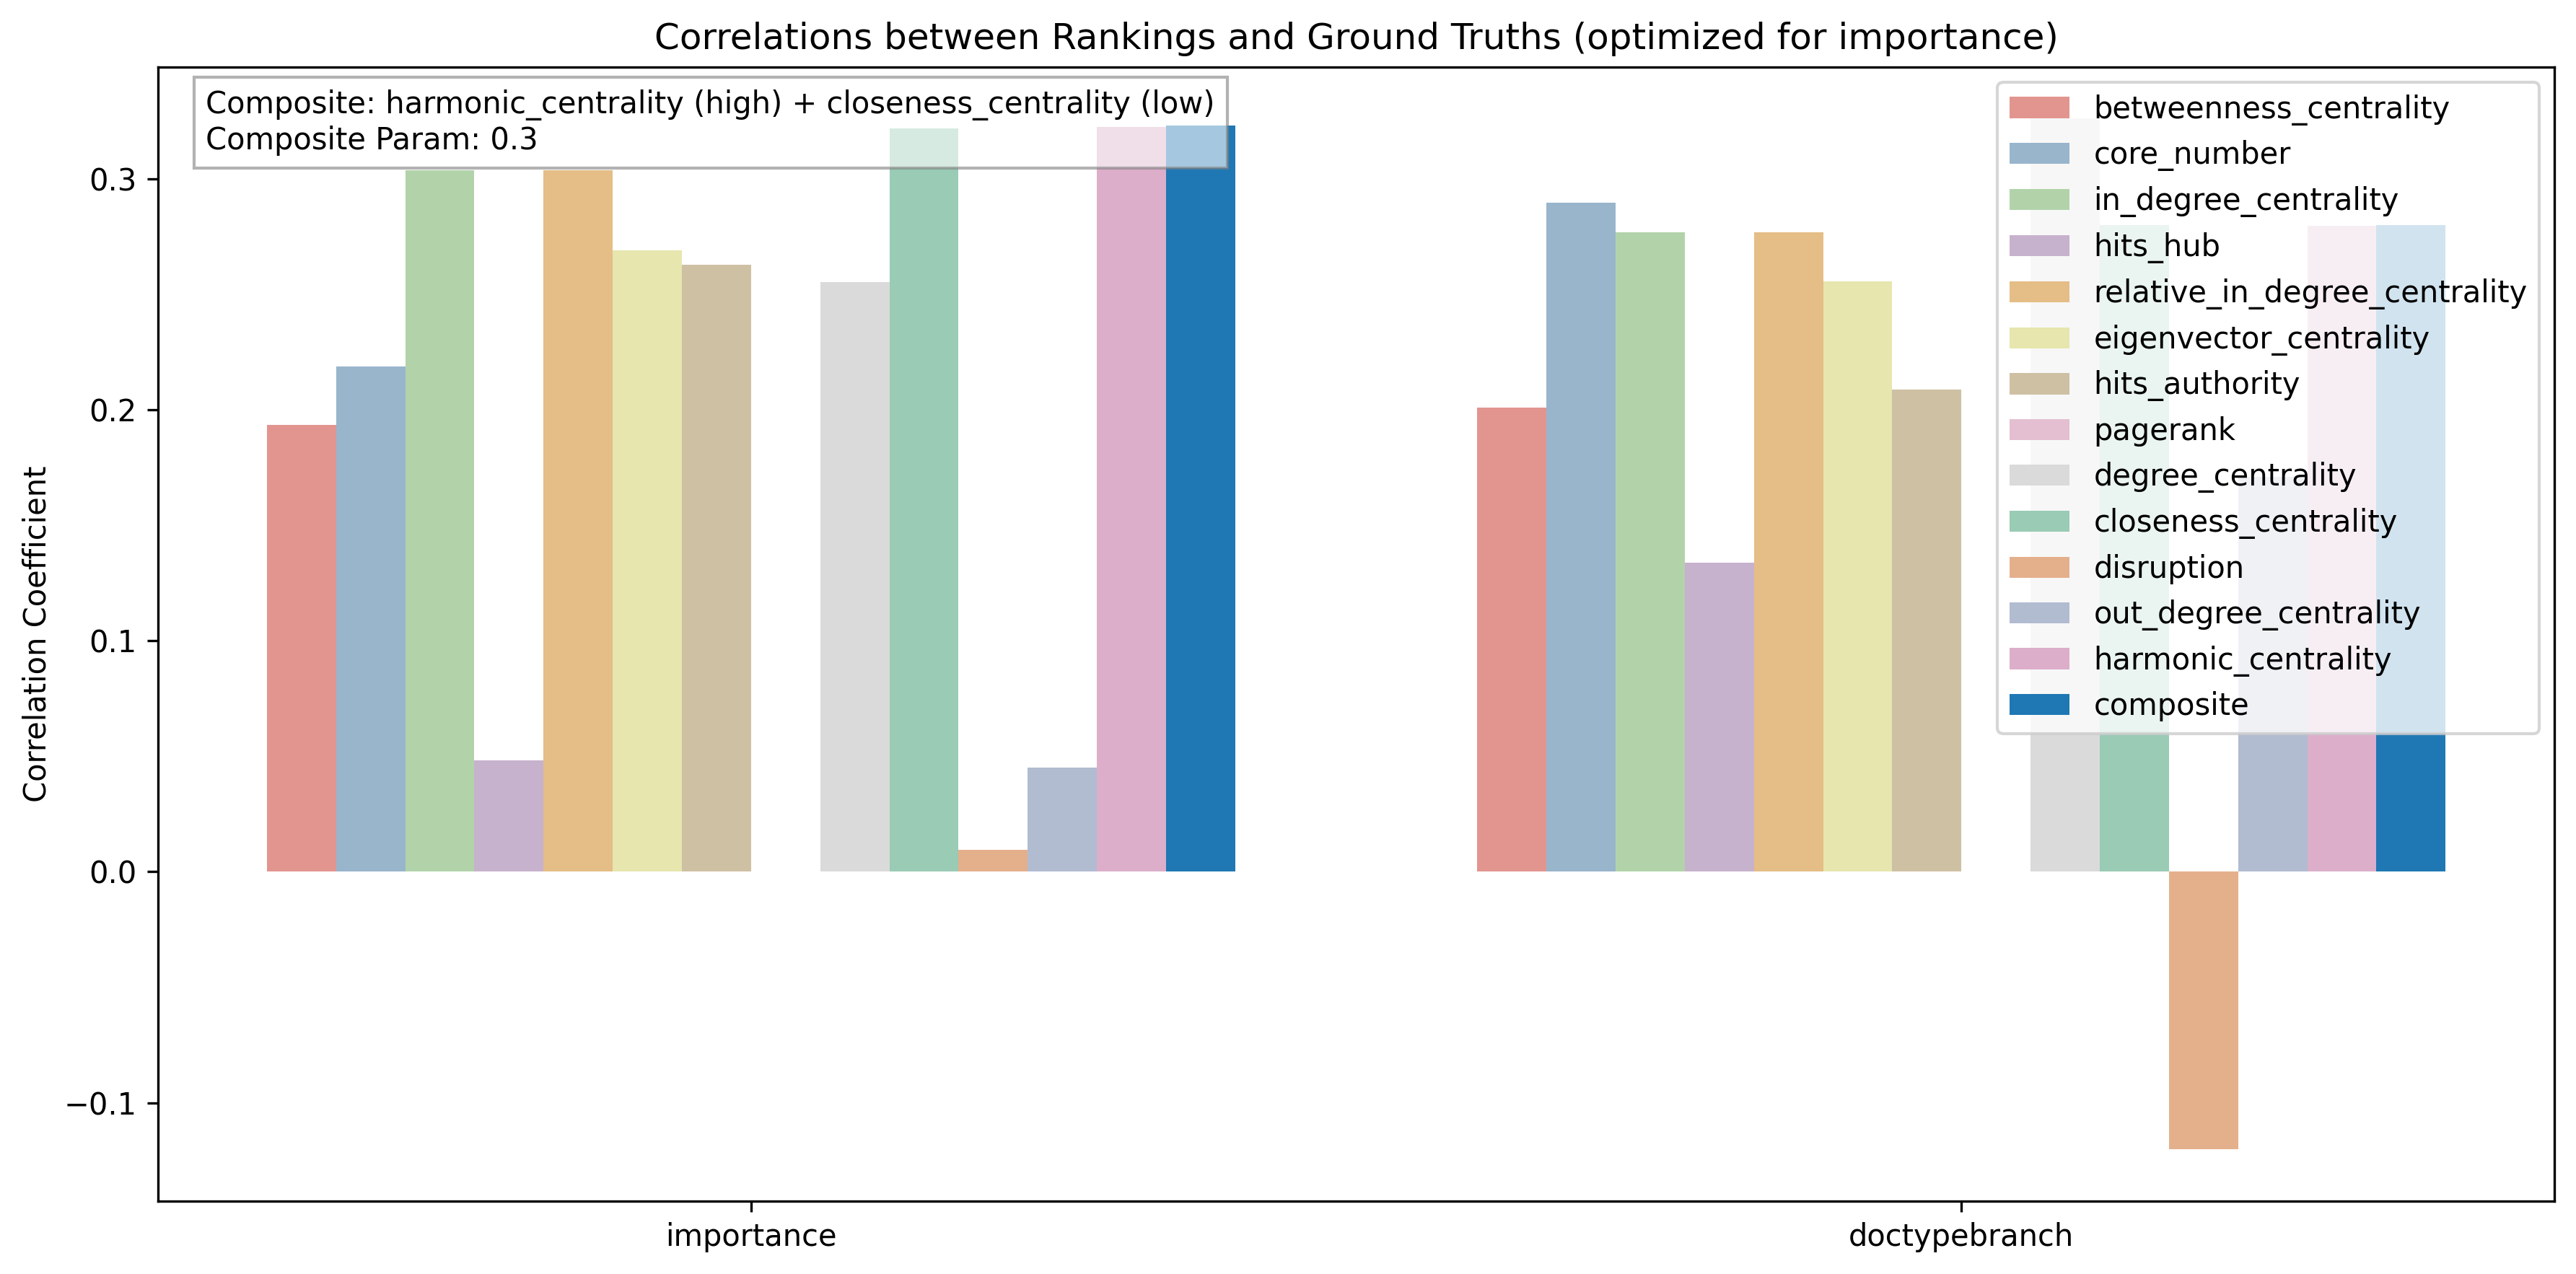 Correlations between Rankings and Ground Truths (optimized for importance)
Composite: harmonic_centrality (high) + closeness_centrality (low)
Composite Param: 0.3
betweenness_centrality
core_number
in_degree_centrality
hits_hub
relative_in_degree_centrality
eigenvector_centrality
hits_authority
pagerank
degree_centrality
closeness_centrality
disruption
out_degree_centrality
harmonic_centrality
composite
Correlation Coefficient
0.3
0.2
0.1
0.0
−0.1
importance
doctypebranch